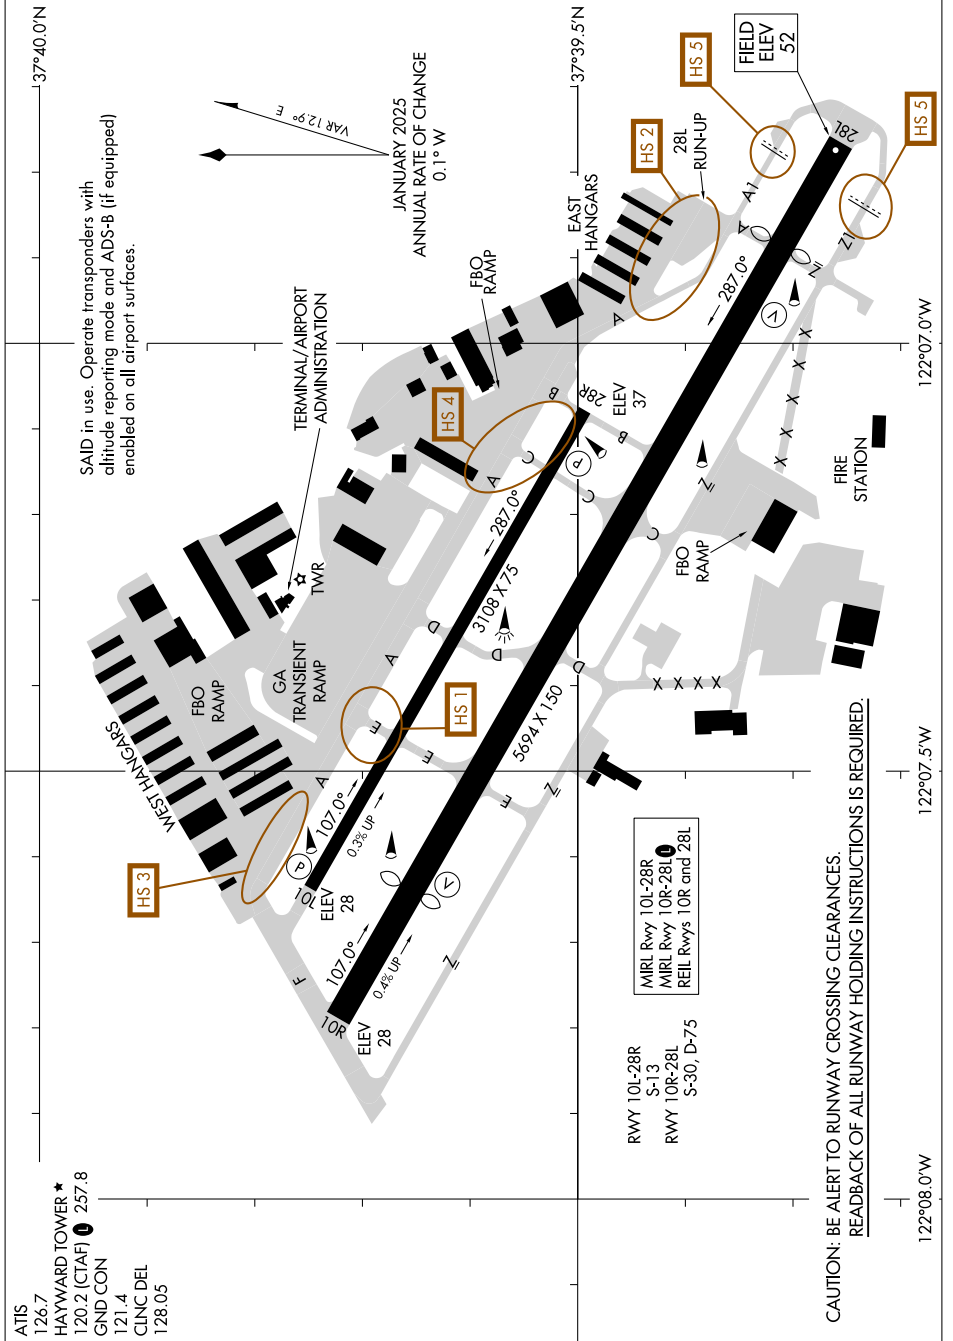 ATIS
126.7
HAYWARD TOWER ★
120.2 (CTAF) L 257.8
GND CON
121.4
CLNC DEL
128.05
37°40.0'N
37°39.5'N
SAID in use. Operate transponders with
altitude reporting mode and ADS-B (if equipped)
enabled on all airport surfaces.
VAR 12.9° E
JANUARY 2025
ANNUAL RATE OF CHANGE
0.1° W
FIELD
ELEV
52
HS 5
HS 5
HS 2
28L
RUN-UP
EAST
HANGARS
FBO
RAMP
TERMINAL/AIRPORT
ADMINISTRATION
HS 4
TWR
GA
TRANSIENT
RAMP
FBO
RAMP
WEST HANGARS
HS 3
HS 1
A
A
A
A
A
A1
B
B
C
C
C
D
D
D
E
E
E
F
Z
Z
Z
Z
Z1
28L
28R
ELEV
37
287.0°
287.0°
3108 X 75
5694 X 150
107.0°
0.3% UP
107.0°
0.4% UP
10L
ELEV
28
10R
ELEV
28
P
P
V
V
X X X X X
X X X X
FIRE
STATION
FBO
RAMP
122°07.0'W
122°07.5'W
122°08.0'W
MIRL Rwy 10L-28R
MIRL Rwy 10R-28L L
REIL Rwys 10R and 28L
RWY 10L-28R
S-13
RWY 10R-28L
S-30, D-75
CAUTION: BE ALERT TO RUNWAY CROSSING CLEARANCES.
READBACK OF ALL RUNWAY HOLDING INSTRUCTIONS IS REQUIRED.